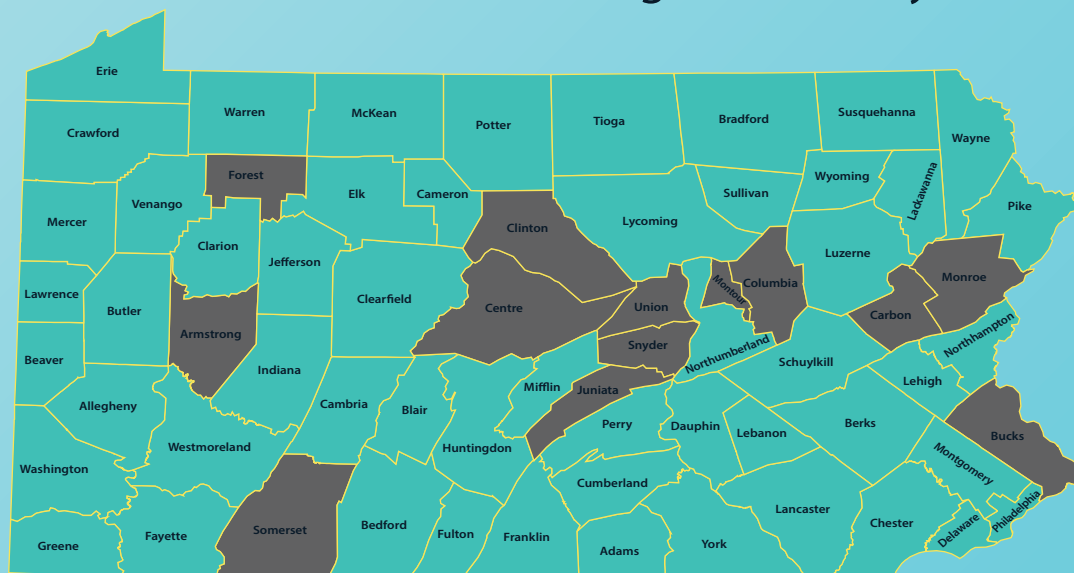 Erie
Warren
McKean
Potter
Tioga
Bradford
Susquehanna
Crawford
Wayne
Forest
Elk
Cameron
Sullivan
Wyoming
Lackawanna
Venango
Pike
Mercer
Clinton
Lycoming
Clarion
Jefferson
Luzerne
Monroe
Lawrence
Butler
Clearfield
Centre
Union
Montour
Columbia
Carbon
Armstrong
Snyder
Northumberland
Northhampton
Beaver
Indiana
Schuylkill
Allegheny
Cambria
Blair
Mifflin
Juniata
Lehigh
Perry
Dauphin
Lebanon
Berks
Bucks
Westmoreland
Huntingdon
Montgomery
Washington
Cumberland
Philadelphia
Greene
Fayette
Somerset
Bedford
Fulton
Franklin
Adams
York
Lancaster
Chester
Delaware